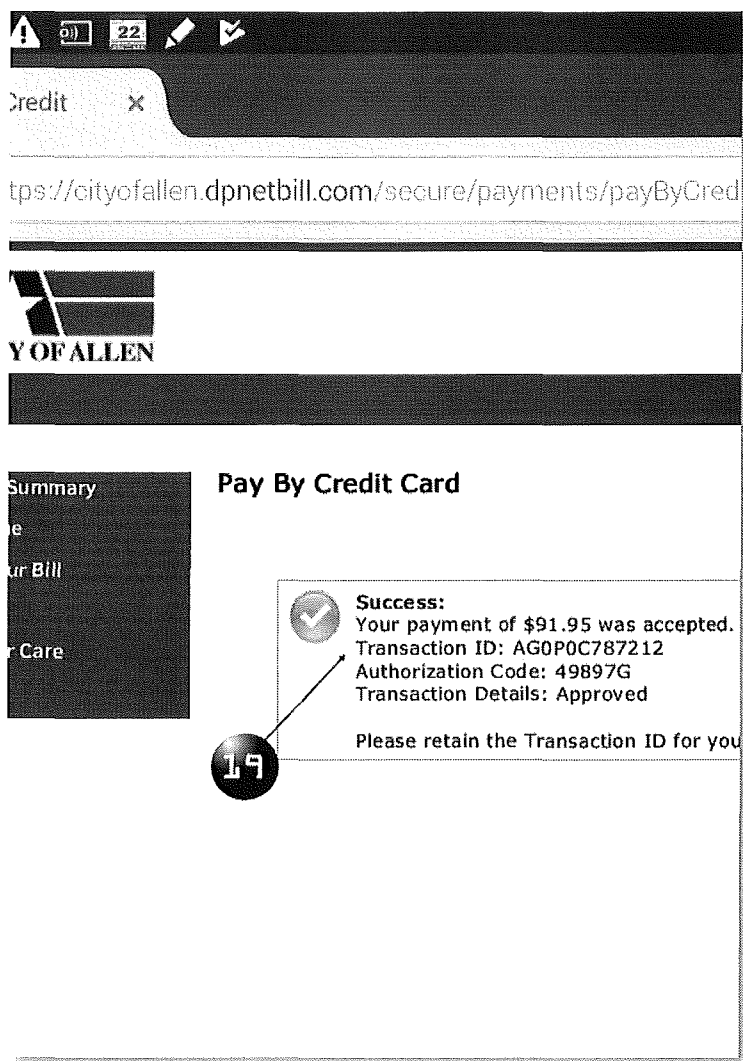 22
Credit ×
tps://cityofallen.dpnetbill.com/secure/payments/payByCred
Y OF ALLEN
Summary
e
ur Bill
r Care
Pay By Credit Card
Success:
Your payment of $91.95 was accepted.
Transaction ID: AG0P0C787212
Authorization Code: 49897G
Transaction Details: Approved
Please retain the Transaction ID for you
19